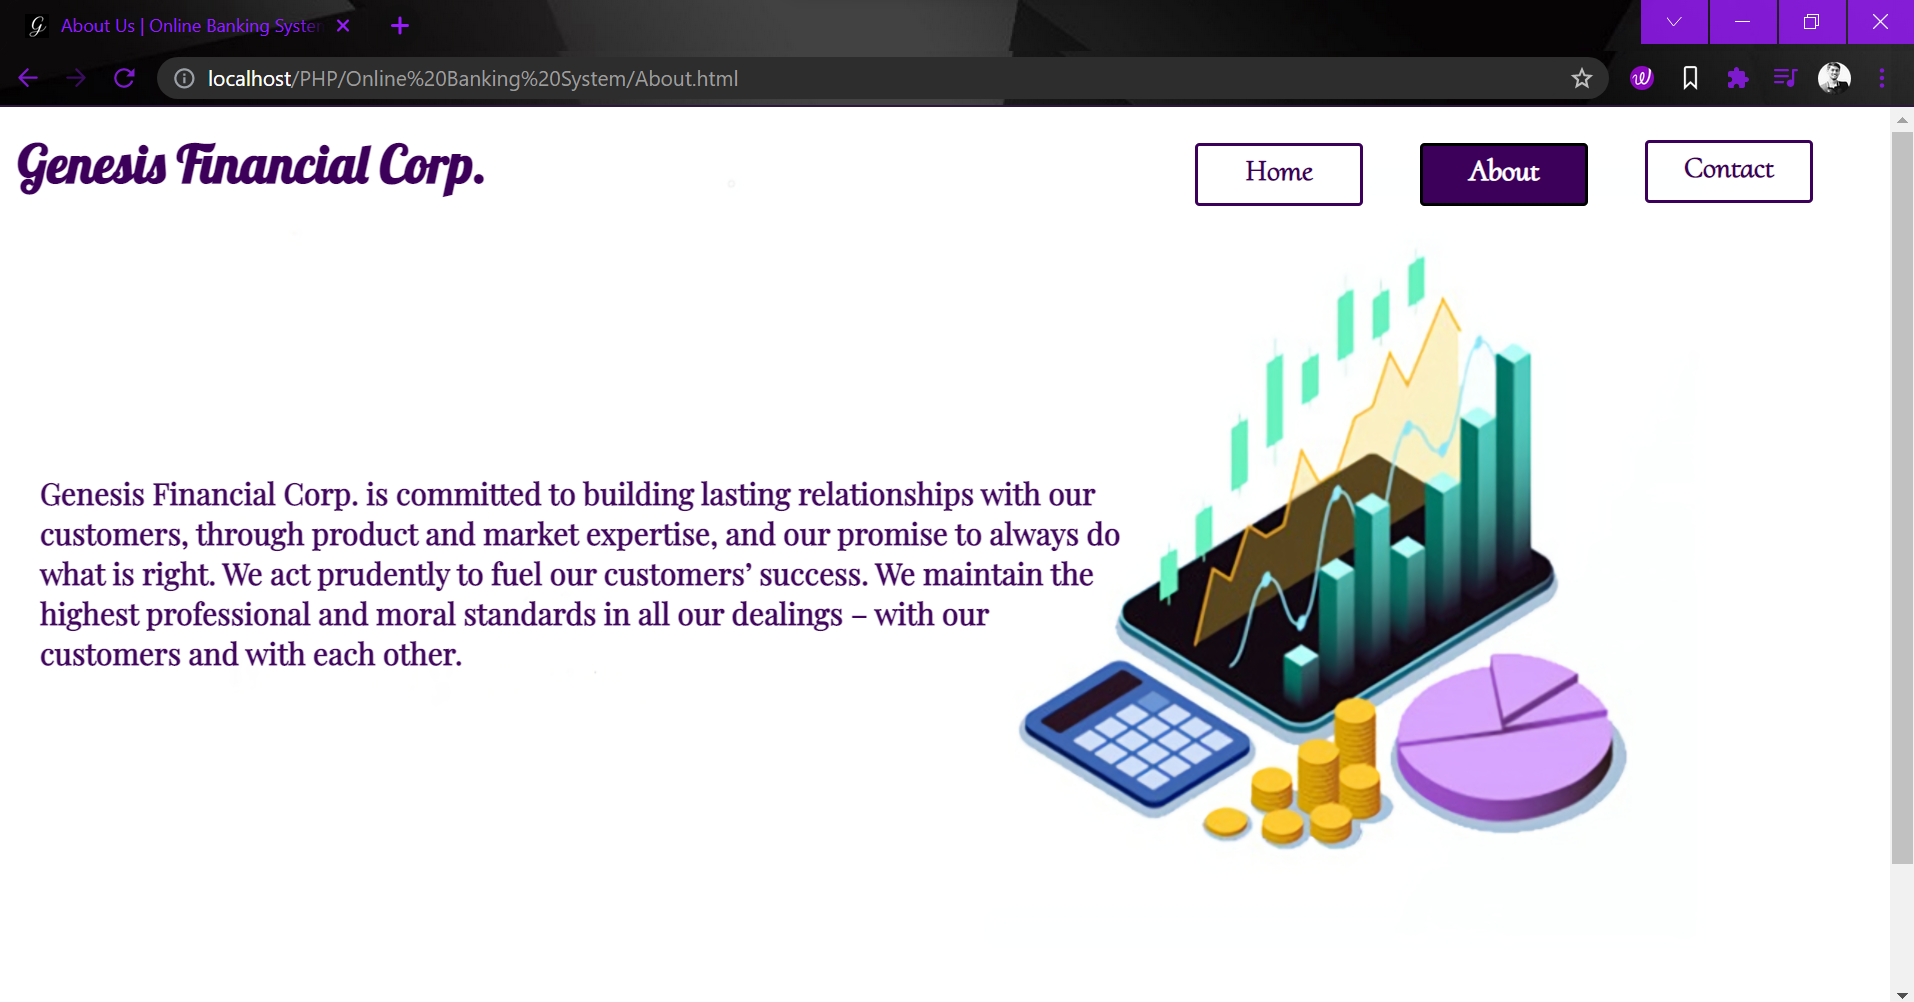 About Us | Online Banking Syste
localhost/PHP/Online%20Banking%20System/About.html
Genesis Financial Corp.
Home
About
Contact
Genesis Financial Corp. is committed to building lasting relationships with our
customers, through product and market expertise, and our promise to always do
what is right. We act prudently to fuel our customers’ success. We maintain the
highest professional and moral standards in all our dealings – with our
customers and with each other.